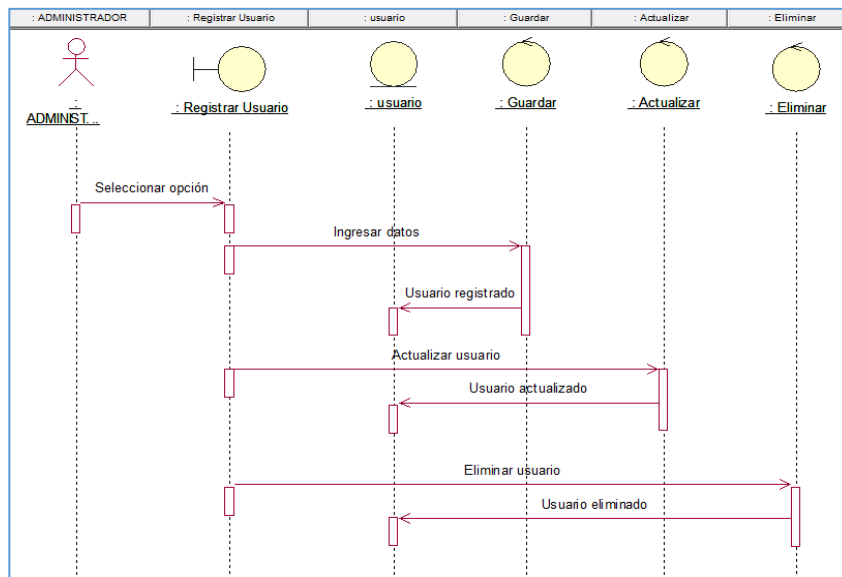 : ADMINISTRADOR
: Registrar Usuario
: usuario
: Guardar
: Actualizar
: Eliminar
:
ADMINIST...
: Registrar Usuario
: usuario
: Guardar
: Actualizar
: Eliminar
Seleccionar opción
Ingresar datos
Usuario registrado
Actualizar usuario
Usuario actualizado
Eliminar usuario
Usuario eliminado